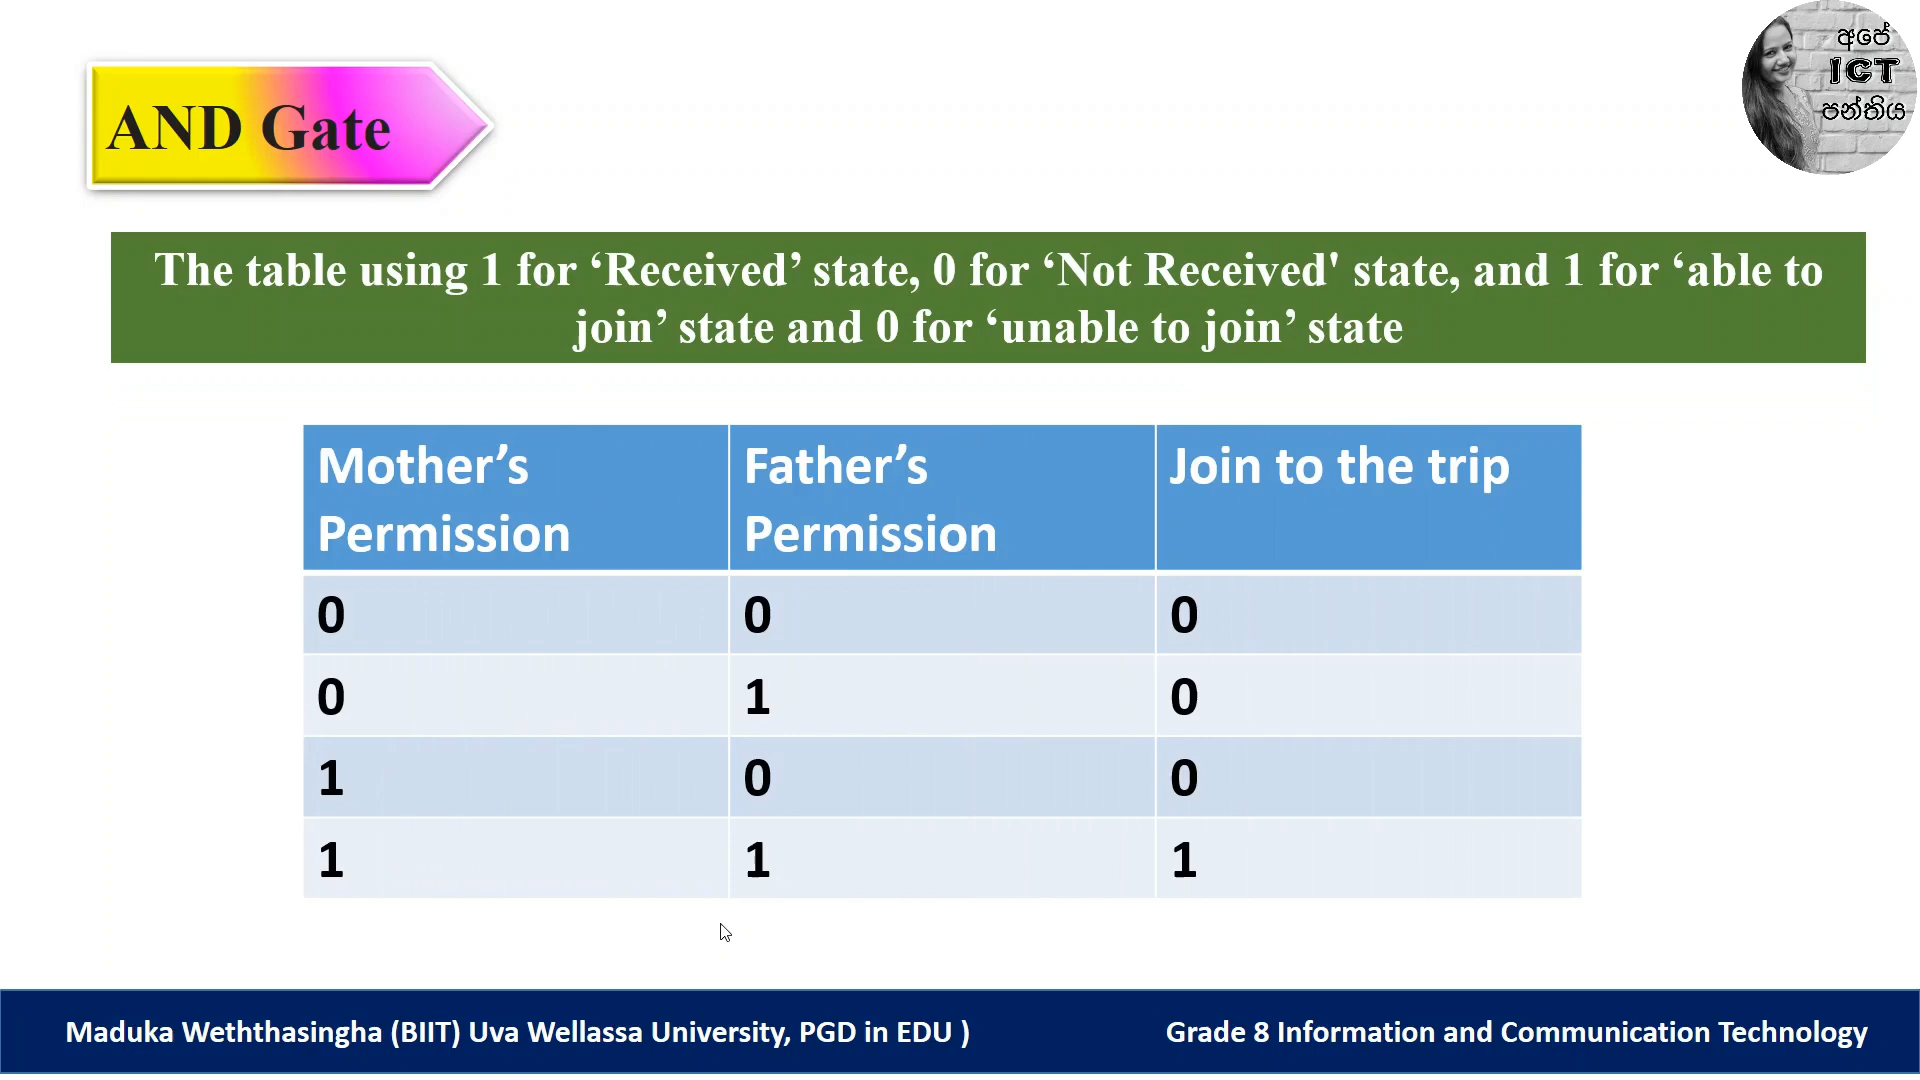 අපේ
ICT
පන්තිය
AND Gate
The table using 1 for ‘Received’ state, 0 for ‘Not Received' state, and 1 for ‘able to
join’ state and 0 for ‘unable to join’ state
Mother’s Permission Father’s Permission Join to the trip
0 0 0
0 1 0
1 0 0
1 1 1
Maduka Weththasingha (BIIT) Uva Wellassa University, PGD in EDU ) Grade 8 Information and Communication Technology